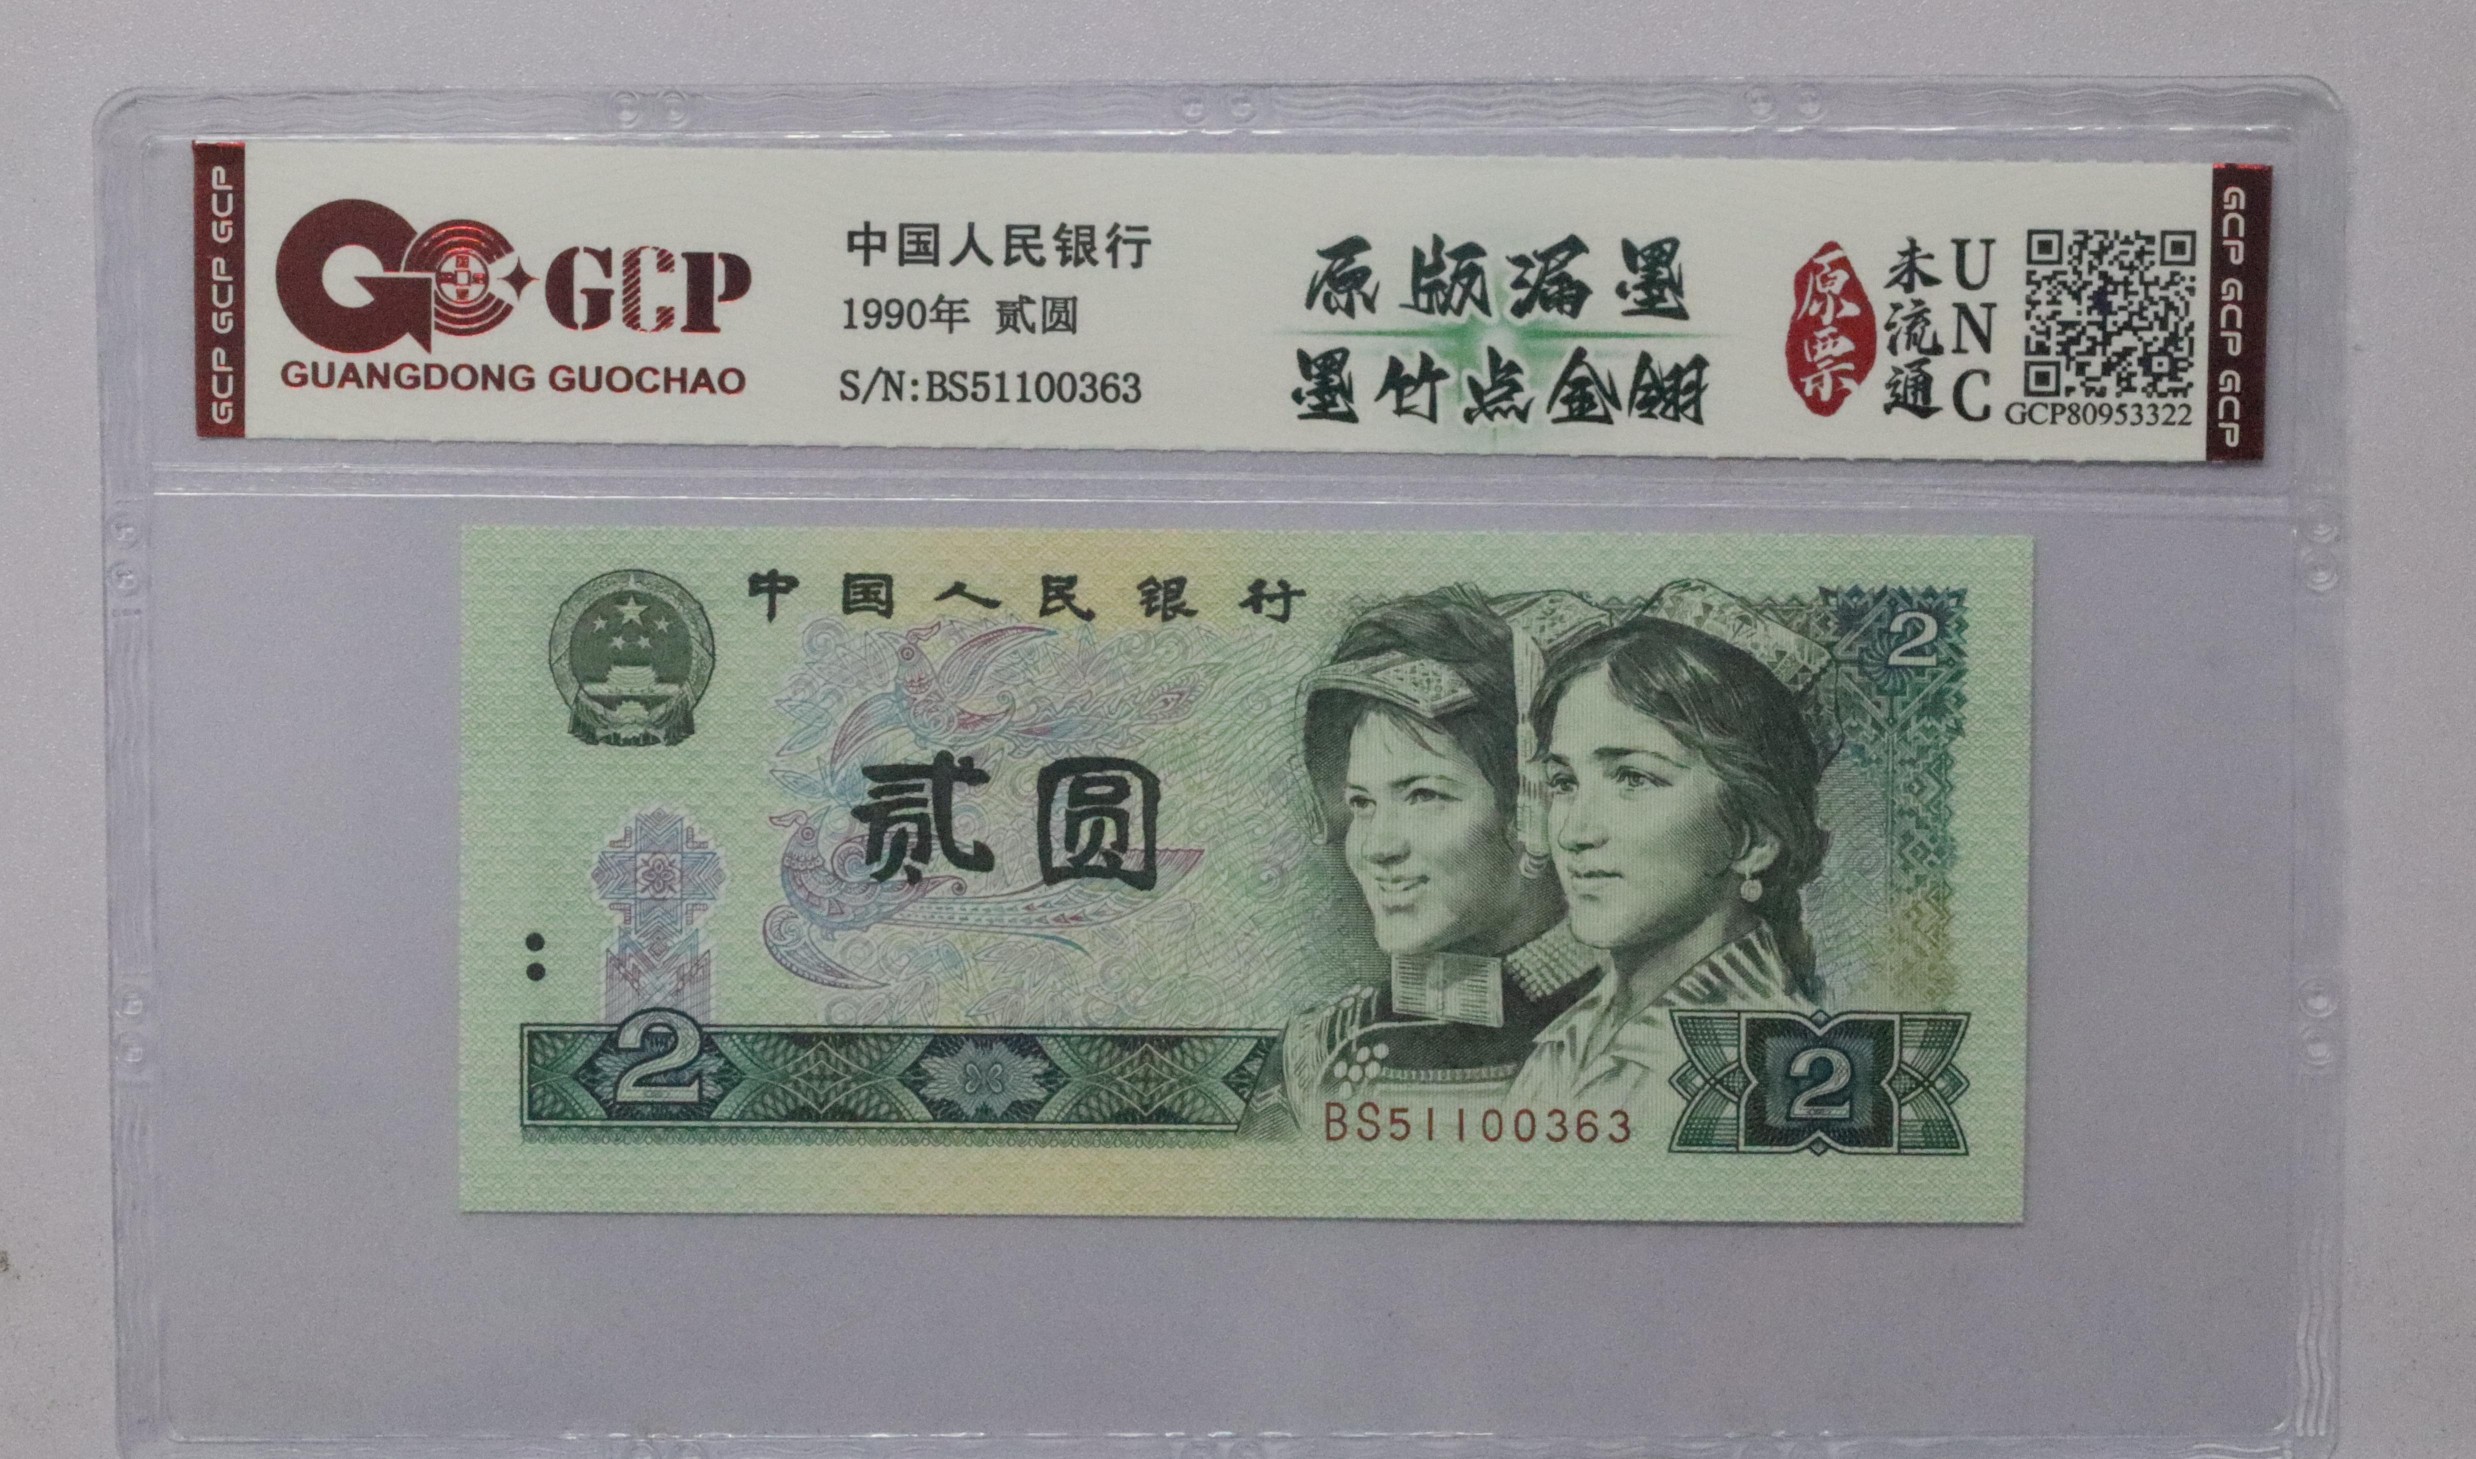 GCP GCP GCP
GCP
GUANGDONG GUOCHAO
中国人民银行
1990年 贰圆
S/N:BS51100363
原版漏墨
墨竹点金翎
原票
未流通
UNC
GCP80953322
GCP GCP GCP
中国人民银行
2
贰圆
2
BS51100363
2